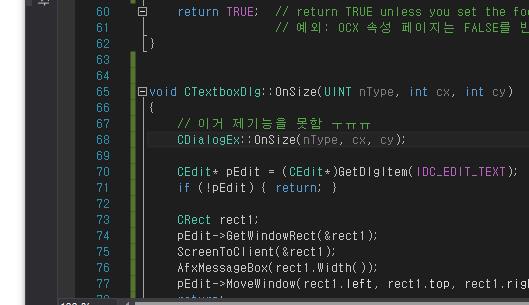 60 return TRUE;  // return TRUE unless you set the foc
61 // 예외: OCX 속성 페이지는 FALSE를 반
62 }
63
64
65 void CTextboxDlg::OnSize(UINT nType, int cx, int cy)
66 {
67 // 이거 제기능을 못함 ㅜㅠㅠ
68 CDialogEx::OnSize(nType, cx, cy);
69
70 CEdit* pEdit = (CEdit*)GetDlgItem(IDC_EDIT_TEXT);
71 if (!pEdit) { return; }
72
73 CRect rect1;
74 pEdit->GetWindowRect(&rect1);
75 ScreenToClient(&rect1);
76 AfxMessageBox(rect1.Width());
77 pEdit->MoveWindow(rect1.left, rect1.top, rect1.rig